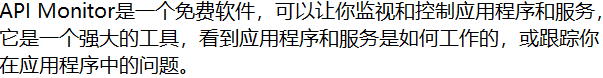 API Monitor是一个免费软件，可以让你监视和控制应用程序和服务，
它是一个强大的工具，看到应用程序和服务是如何工作的，或跟踪你
在应用程序中的问题。